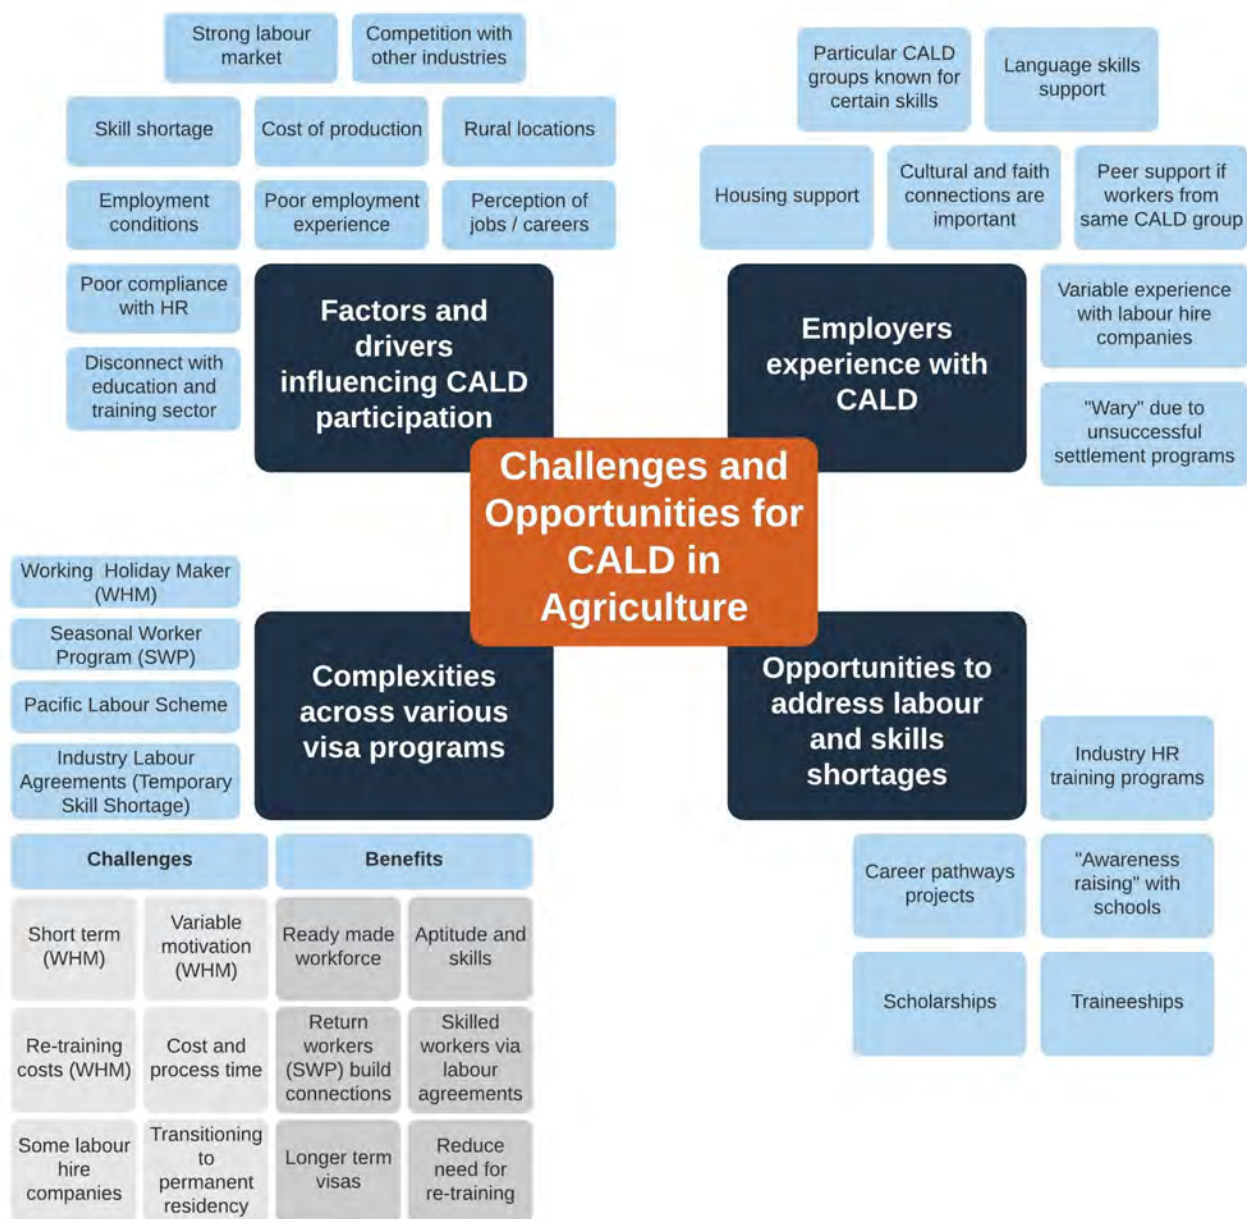 Strong labour
market
Competition with
other industries
Skill shortage
Cost of production
Rural locations
Employment
conditions
Poor employment
experience
Perception of
jobs / careers
Poor compliance
with HR
Disconnect with
education and
training sector
Factors and
drivers
influencing CALD
participation
Particular CALD
groups known for
certain skills
Language skills
support
Housing support
Cultural and faith
connections are
important
Peer support if
workers from
same CALD group
Employers
experience with
CALD
Variable experience
with labour hire
companies
"Wary" due to
unsuccessful
settlement programs
Challenges and
Opportunities for
CALD in
Agriculture
Working Holiday Maker
(WHM)
Seasonal Worker
Program (SWP)
Pacific Labour Scheme
Industry Labour
Agreements (Temporary
Skill Shortage)
Complexities
across various
visa programs
Challenges
Benefits
Short term
(WHM)
Variable
motivation
(WHM)
Ready made
workforce
Aptitude and
skills
Re-training
costs (WHM)
Cost and
process time
Return
workers
(SWP) build
connections
Skilled
workers via
labour
agreements
Some labour
hire
companies
Transitioning
to
permanent
residency
Longer term
visas
Reduce
need for
re-training
Opportunities to
address labour
and skills
shortages
Industry HR
training programs
Career pathways
projects
"Awareness
raising" with
schools
Scholarships
Traineeships